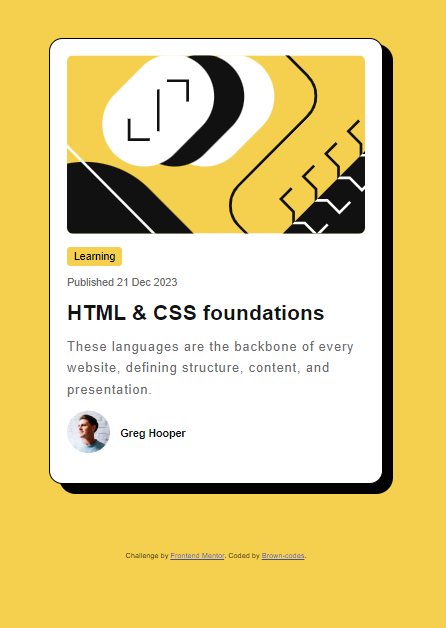 Learning
Published 21 Dec 2023
HTML & CSS foundations
These languages are the backbone of every
website, defining structure, content, and
presentation.
Greg Hooper
Challenge by Frontend Mentor. Coded by Brown-codes.